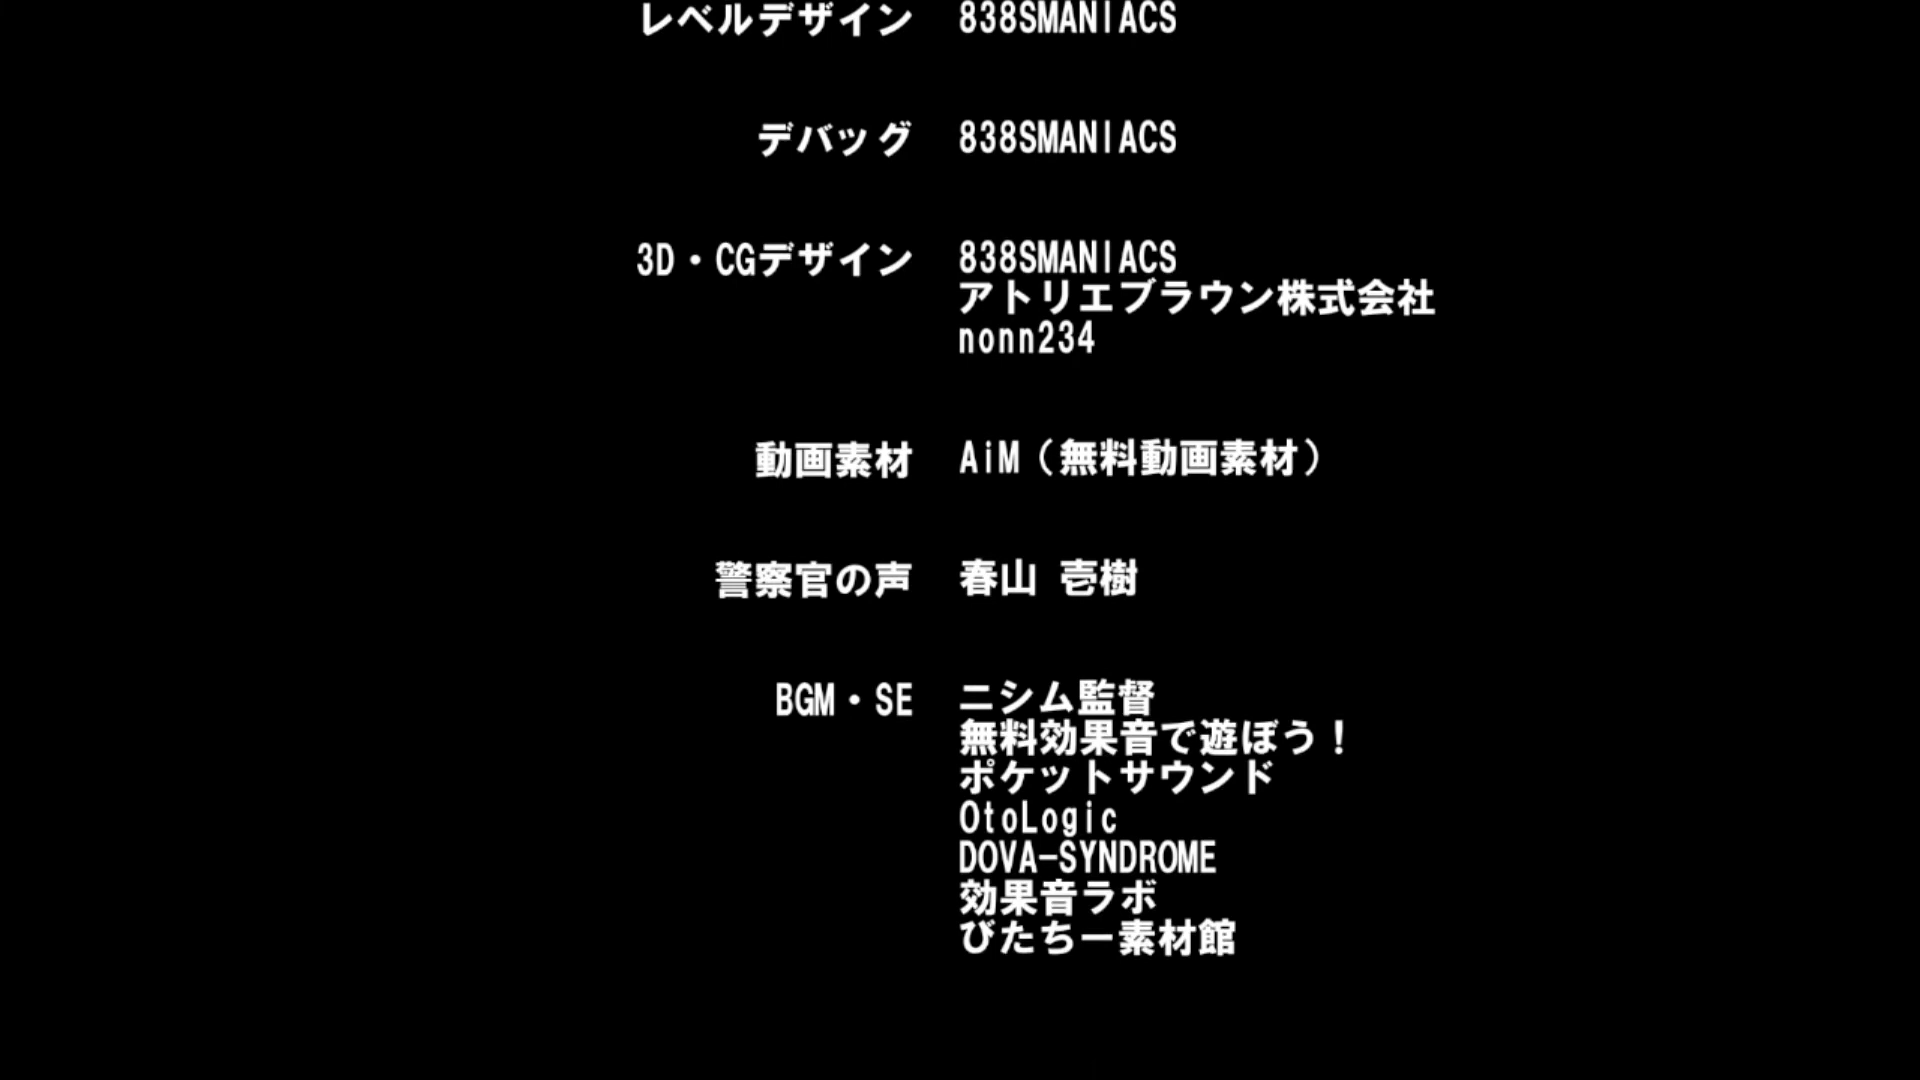 レベルデザイン 838SMANIACS
デバッグ 838SMANIACS
3D・CGデザイン 838SMANIACS
アトリエブラウン株式会社
nonn234
動画素材 AiM（無料動画素材）
警察官の声 春山 壱樹
BGM・SE ニシム監督
無料効果音で遊ぼう！
ポケットサウンド
OtoLogic
DOVA-SYNDROME
効果音ラボ
びたちー素材館